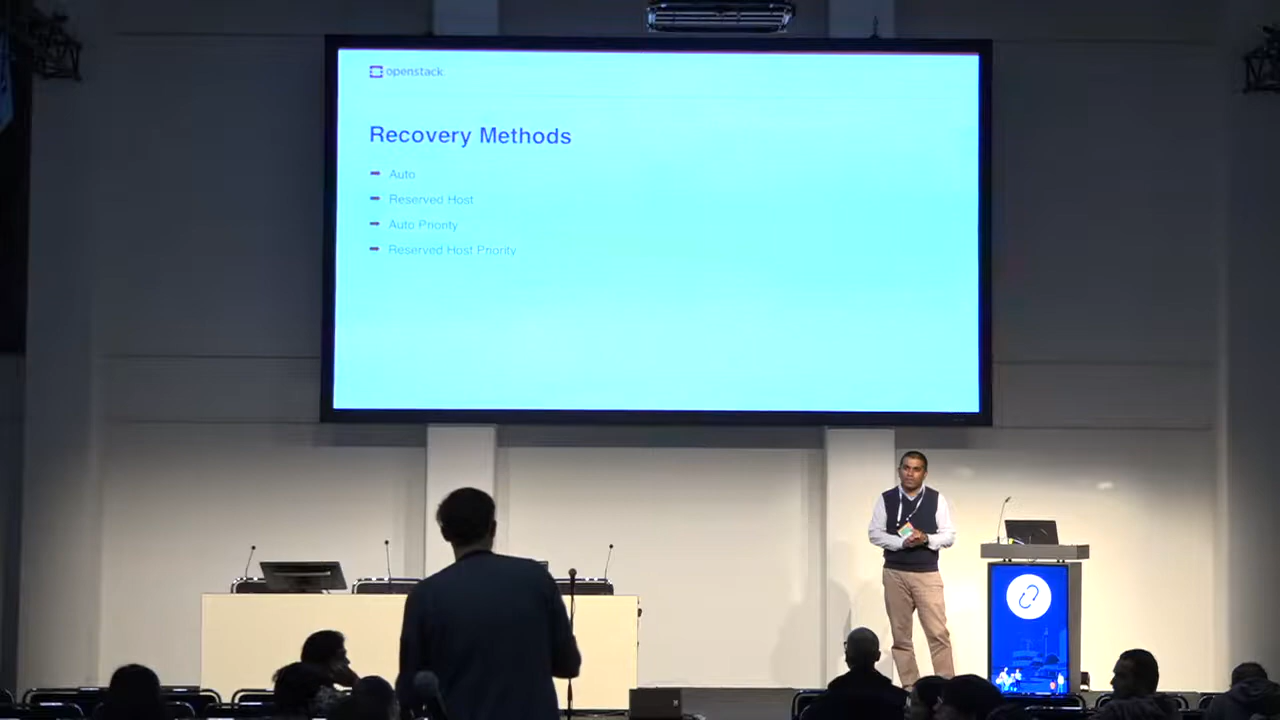 openstack.
Recovery Methods
Auto
Reserved Host
Auto Priority
Reserved Host Priority